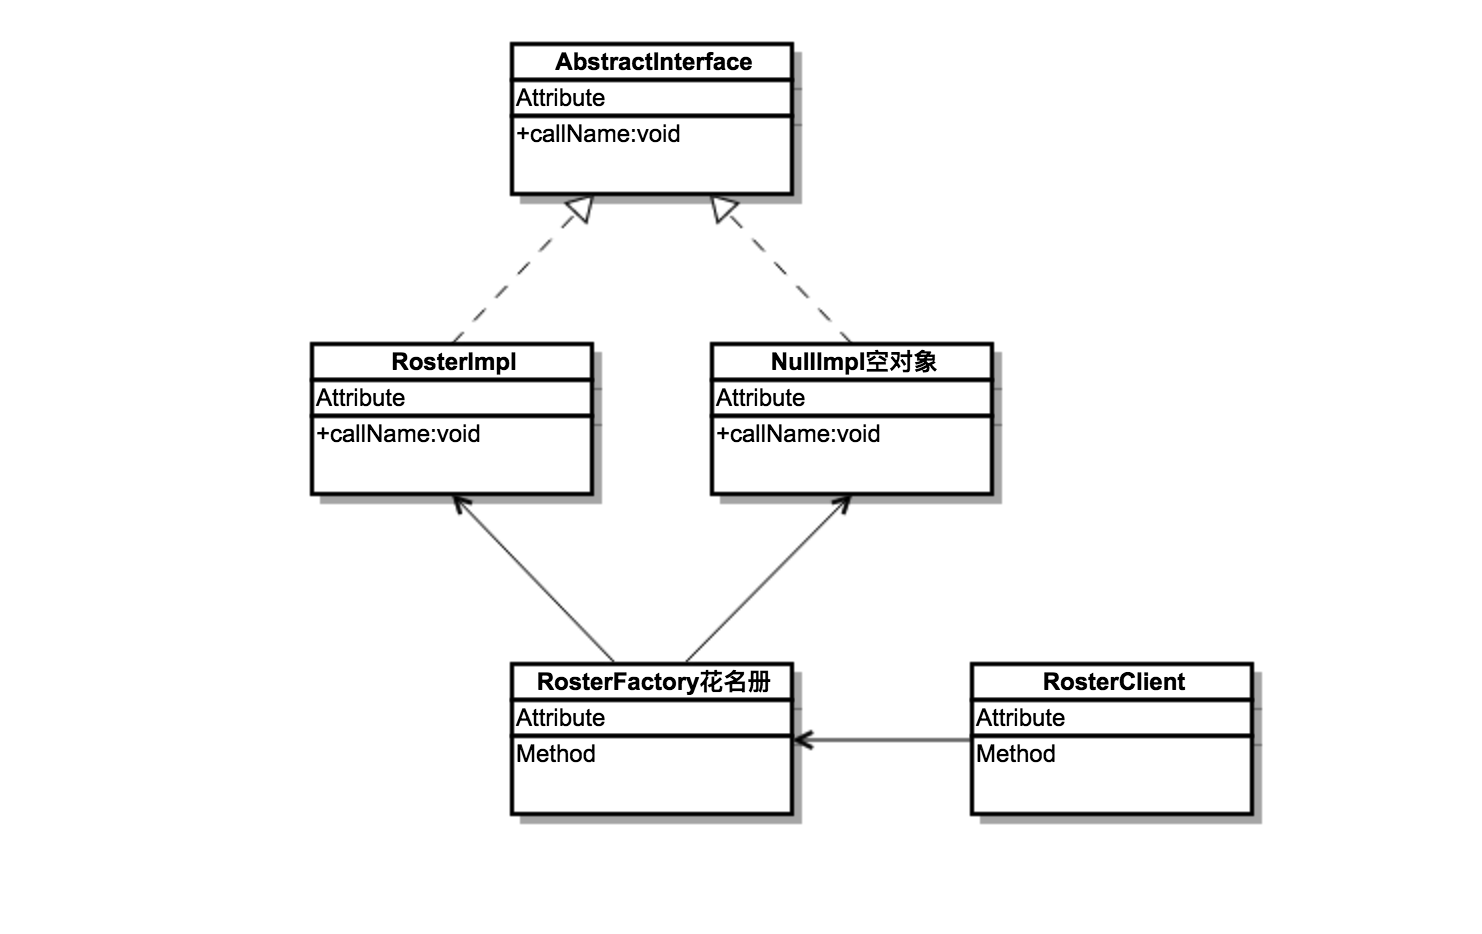 AbstractInterface
Attribute
+callName:void
RosterImpl
Attribute
+callName:void
NullImpl空对象
Attribute
+callName:void
RosterFactory花名册
Attribute
Method
RosterClient
Attribute
Method